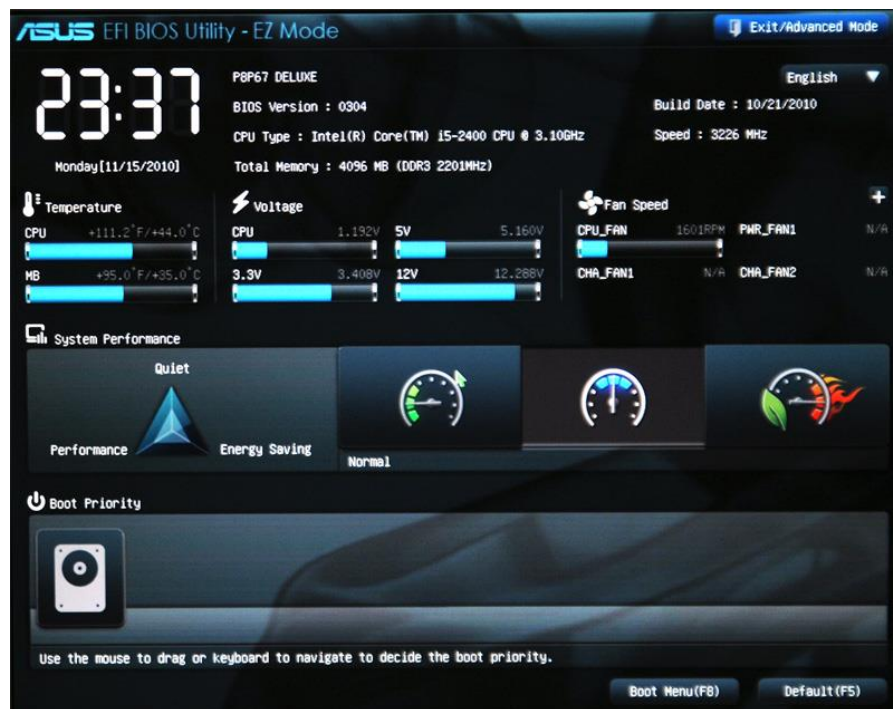 ASUS EFI BIOS Utility - EZ Mode
Exit/Advanced Mode
23:37
Monday[11/15/2010]
P8P67 DELUXE
English
BIOS Version : 0304
Build Date : 10/21/2010
CPU Type : Intel(R) Core(TM) i5-2400 CPU @ 3.10GHz
Speed : 3226 MHz
Total Memory : 4096 MB (DDR3 2201MHz)
Temperature
CPU +111.2°F/+44.0°C
MB +95.0°F/+35.0°C
Voltage
CPU 1.192V 5V 5.160V
3.3V 3.408V 12V 12.288V
Fan Speed
CPU_FAN 1601RPM PWR_FAN1 N/A
CHA_FAN1 N/A CHA_FAN2 N/A
System Performance
Quiet
Performance
Energy Saving
Normal
Boot Priority
Use the mouse to drag or keyboard to navigate to decide the boot priority.
Boot Menu(F8)
Default(F5)